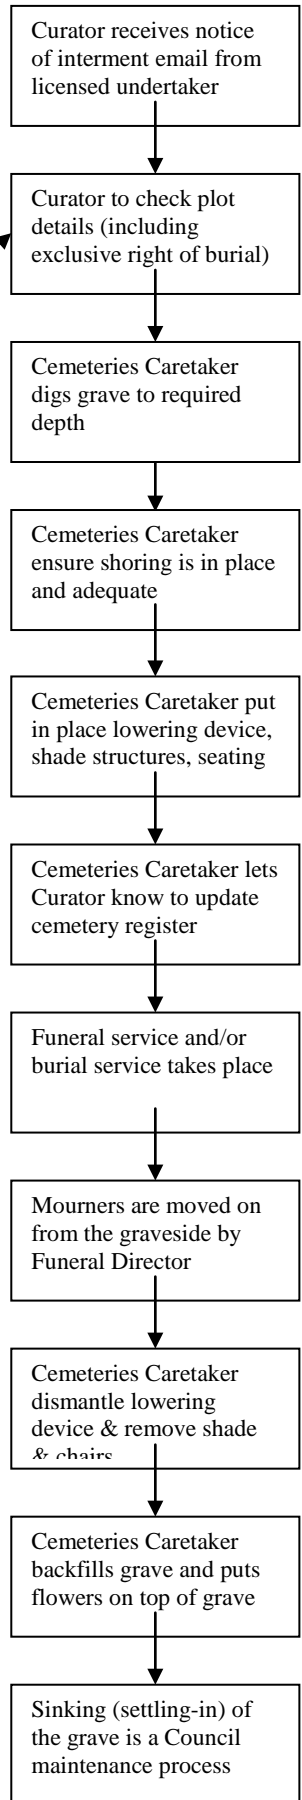 Curator receives notice
of interment email from
licensed undertaker
Curator to check plot
details (including
exclusive right of burial)
Cemeteries Caretaker
digs grave to required
depth
Cemeteries Caretaker
ensure shoring is in place
and adequate
Cemeteries Caretaker put
in place lowering device,
shade structures, seating
Cemeteries Caretaker lets
Curator know to update
cemetery register
Funeral service and/or
burial service takes place
Mourners are moved on
from the graveside by
Funeral Director
Cemeteries Caretaker
dismantle lowering
device & remove shade
& chairs
Cemeteries Caretaker
backfills grave and puts
flowers on top of grave
Sinking (settling-in) of
the grave is a Council
maintenance process